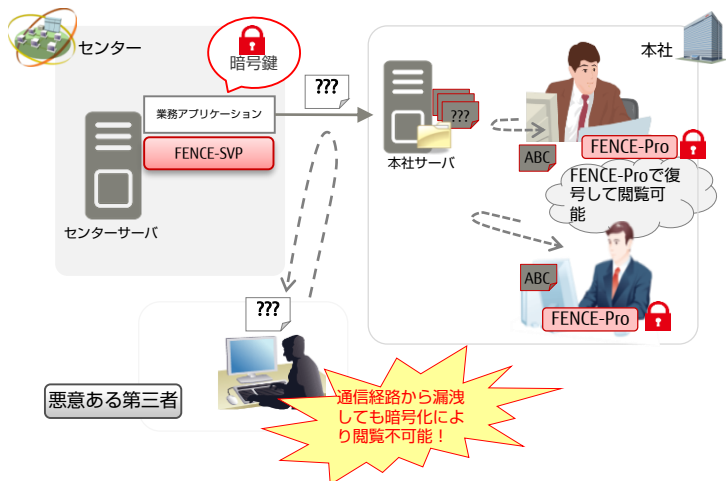 センター
暗号鍵
???
本社
業務アプリケーション
FENCE-SVP
センターサーバ
???
本社サーバ
ABC
FENCE-Pro
FENCE-Proで復
号して閲覧可
能
ABC
FENCE-Pro
???
悪意ある第三者
通信経路から漏洩
しても暗号化によ
り閲覧不可能！